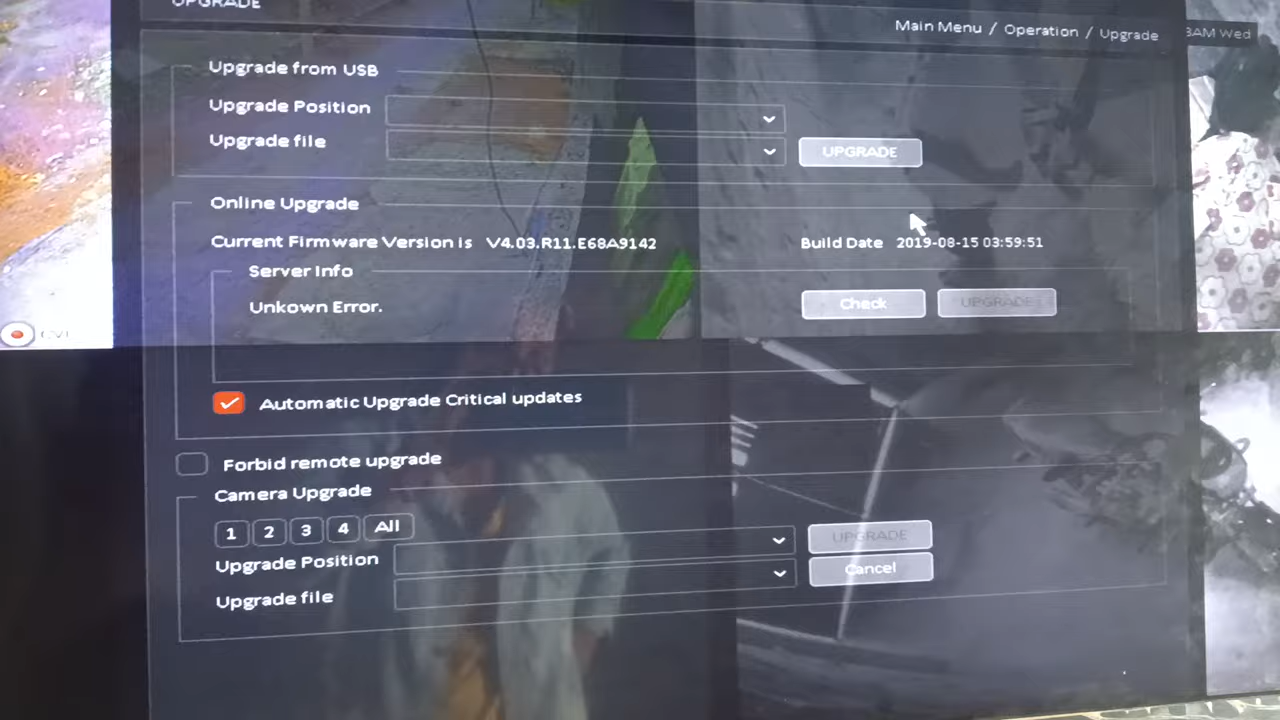 UPGRADE
Main Menu / Operation / Upgrade
AM Wed
Upgrade from USB
Upgrade Position
Upgrade file
UPGRADE
Online Upgrade
Current Firmware Version is V4.03.R11.E68A9142
Build Date 2019-08-15 03:59:51
Server Info
Unkown Error.
Check
UPGRADE
Automatic Upgrade Critical updates
Forbid remote upgrade
Camera Upgrade
1 2 3 4 All
Upgrade Position
UPGRADE
Upgrade file
Cancel